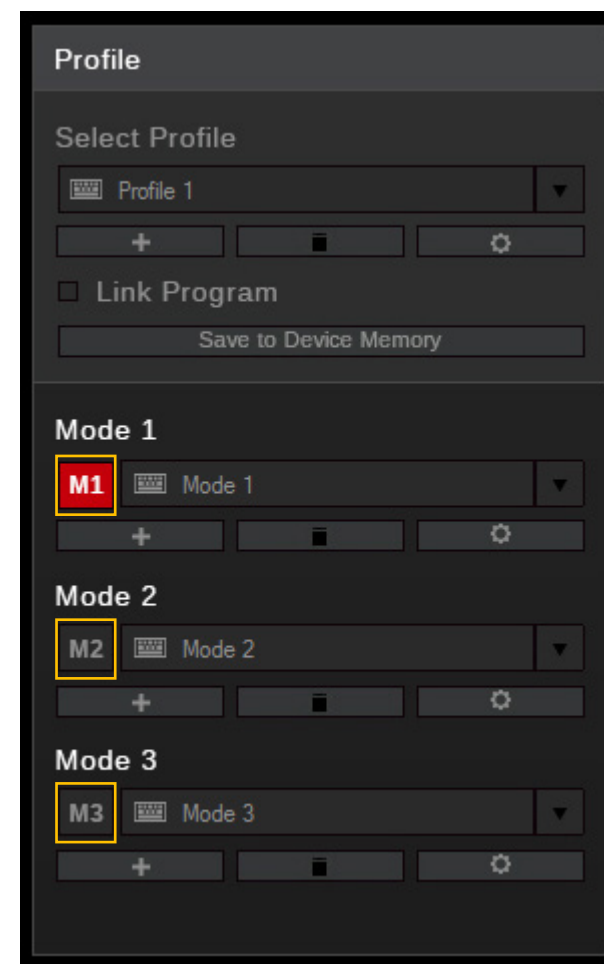 Profile
Select Profile
Profile 1
Link Program
Save to Device Memory
Mode 1
M1 Mode 1
Mode 2
M2 Mode 2
Mode 3
M3 Mode 3